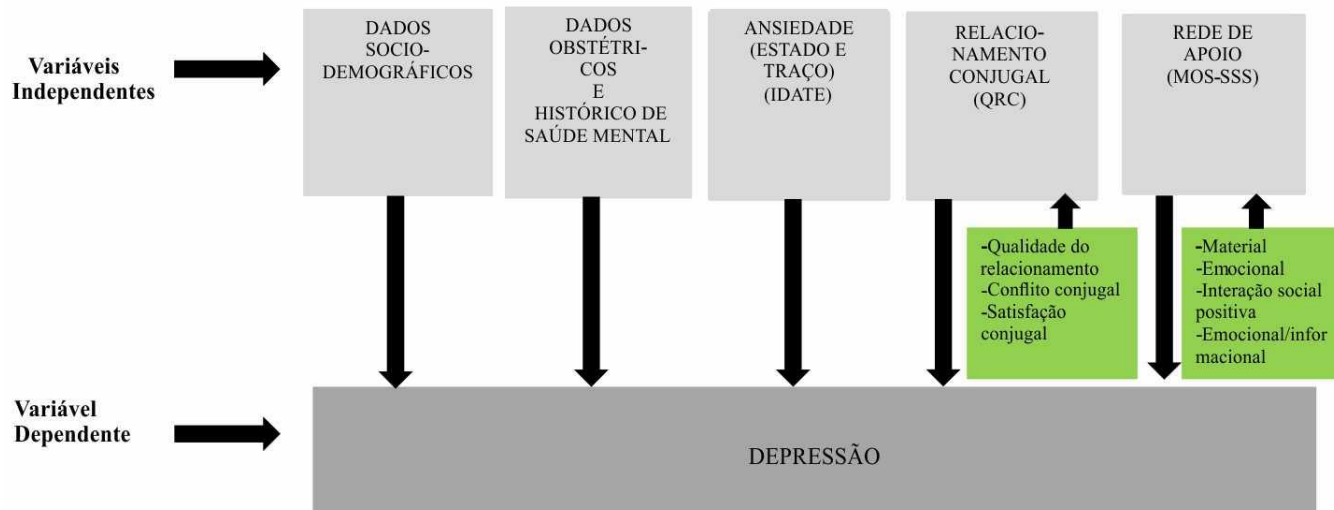 Variáveis
Independentes
DADOS
SOCIO-
DEMOGRÁFICOS
DADOS
OBSTÉTRI-
COS
E
HISTÓRICO DE
SAÚDE MENTAL
ANSIEDADE
(ESTADO E
TRAÇO)
(IDATE)
RELACIO-
NAMENTO
CONJUGAL
(QRC)
REDE DE
APOIO
(MOS-SSS)
-Qualidade do
relacionamento
-Conflito conjugal
-Satisfação
conjugal
-Material
-Emocional
-Interação social
positiva
-Emocional/infor
macional
Variável
Dependente
DEPRESSÃO